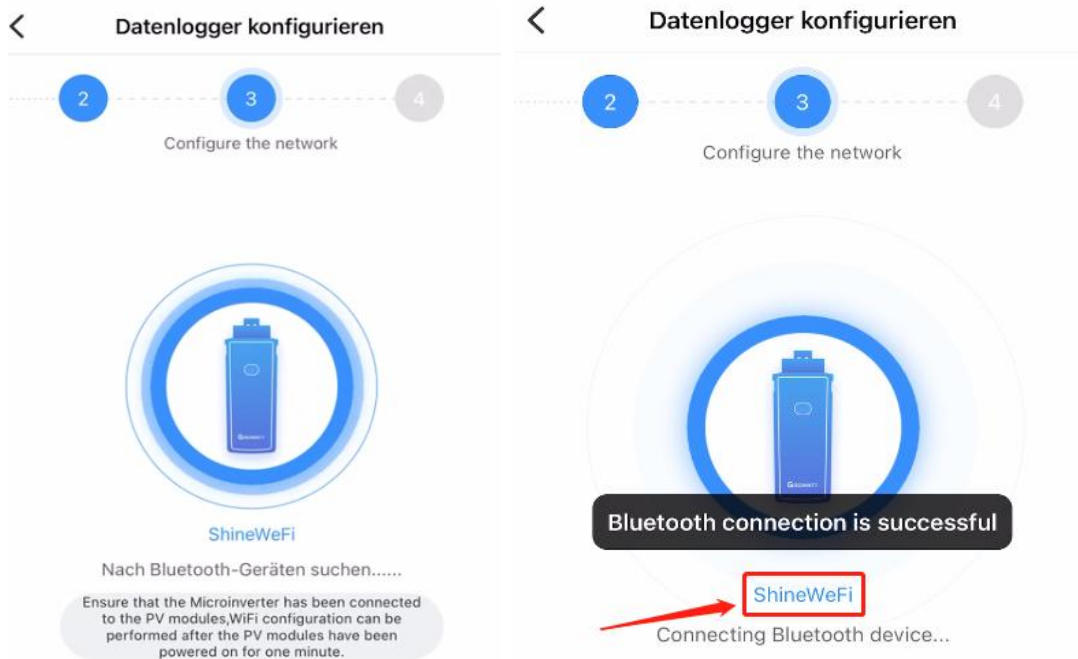 Datenlogger konfigurieren
2
3
4
Configure the network
GROWATT
ShineWeFi
Nach Bluetooth-Geräten suchen......
Ensure that the Microinverter has been connected
to the PV modules,WiFi configuration can be
performed after the PV modules have been
powered on for one minute.
Datenlogger konfigurieren
2
3
4
Configure the network
GROWATT
Bluetooth connection is successful
ShineWeFi
Connecting Bluetooth device...